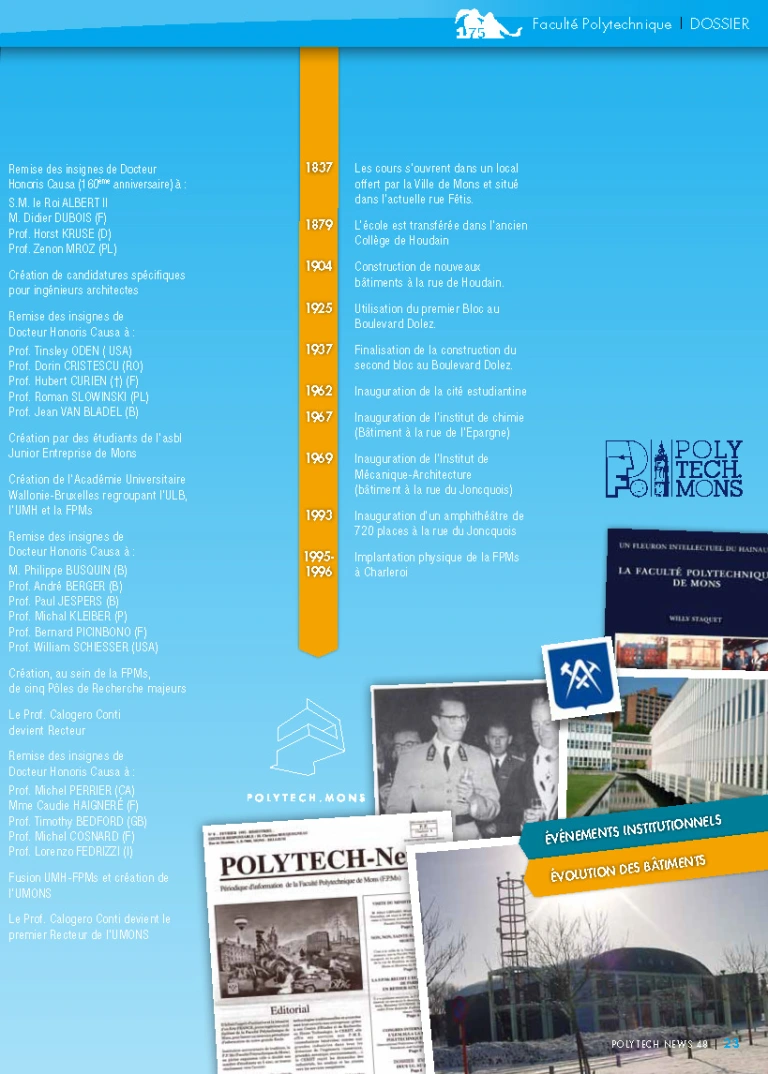 175 Faculté Polytechnique | DOSSIER
Remise des insignes de Docteur
Honoris Causa (160ème anniversaire) à :
S.M. le Roi ALBERT II
M. Didier DUBOIS (F)
Prof. Horst KRUSE (D)
Prof. Zenon MROZ (PL)
Création de candidatures spécifiques
pour ingénieurs architectes
Remise des insignes de
Docteur Honoris Causa à :
Prof. Tinsley ODEN ( USA)
Prof. Dorin CRISTESCU (RO)
Prof. Hubert CURIEN (†) (F)
Prof. Roman SLOWINSKI (PL)
Prof. Jean VAN BLADEL (B)
Création par des étudiants de l'asbl
Junior Entreprise de Mons
Création de l'Académie Universitaire
Wallonie-Bruxelles regroupant l'ULB,
l'UMH et la FPMs
Remise des insignes de
Docteur Honoris Causa à :
M. Philippe BUSQUIN (B)
Prof. André BERGER (B)
Prof. Paul JESPERS (B)
Prof. Michal KLEIBER (P)
Prof. Bernard PICINBONO (F)
Prof. William SCHIESSER (USA)
Création, au sein de la FPMs,
de cinq Pôles de Recherche majeurs
Le Prof. Calogero Conti
devient Recteur
Remise des insignes de
Docteur Honoris Causa à :
Prof. Michel PERRIER (CA)
Mme Caudie HAIGNERÉ (F)
Prof. Timothy BEDFORD (GB)
Prof. Michel COSNARD (F)
Prof. Lorenzo FEDRIZZI (I)
Fusion UMH-FPMs et création de
l'UMONS
Le Prof. Calogero Conti devient le
premier Recteur de l'UMONS
1837 Les cours s'ouvrent dans un local
offert par la Ville de Mons et situé
dans l'actuelle rue Fétis.
1879 L'école est transférée dans l'ancien
Collège de Houdain
1904 Construction de nouveaux
bâtiments à la rue de Houdain.
1925 Utilisation du premier Bloc au
Boulevard Dolez.
1937 Finalisation de la construction du
second bloc au Boulevard Dolez.
1962 Inauguration de la cité estudiantine
1967 Inauguration de l'institut de chimie
(Bâtiment à la rue de l'Epargne)
1969 Inauguration de l'Institut de
Mécanique-Architecture
(bâtiment à la rue du Joncquois)
1993 Inauguration d'un amphithéâtre de
720 places à la rue du Joncquois
1995- Implantation physique de la FPMs
1996 à Charleroi
POLY
TECH
MONS
UN FLEURON INTELLECTUEL DU HAINAU
LA FACULTÉ POLYTECHNIQU
DE MONS
WILLY STAQUET
POLYTECH.MONS
POLYTECH-Ne
Périodique d'information de la Faculté Polytechnique de Mons (F.P.Ms)
Editorial
ÉVÉNEMENTS INSTITUTIONNELS
ÉVOLUTION DES BÂTIMENTS
POLYTECH NEWS 48 | 23